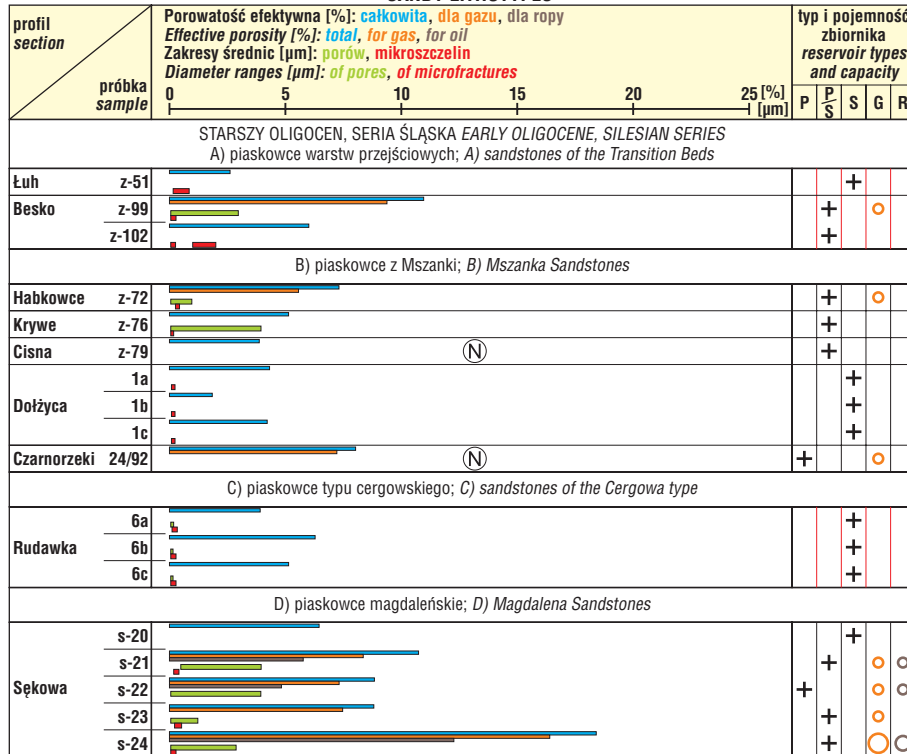 profil
section
próbka
sample
Porowatość efektywna [%]: całkowita, dla gazu, dla ropy
Effective porosity [%]: total, for gas, for oil
Zakresy średnic [µm]: porów, mikroszczelin
Diameter ranges [µm]: of pores, of microfractures
0 5 10 15 20 25 [%]
[µm]
typ i pojemność
zbiornika
reservoir types
and capacity
P P/S S G R
STARSZY OLIGOCEN, SERIA ŚLĄSKA EARLY OLIGOCENE, SILESIAN SERIES
A) piaskowce warstw przejściowych; A) sandstones of the Transition Beds
Łuh z-51 +
Besko z-99 +
z-102 +
B) piaskowce z Mszanki; B) Mszanka Sandstones
Habkowce z-72 +
Krywe z-76 +
Cisna z-79 N +
Dołżyca 1a +
1b +
1c +
Czarnorzeki 24/92 N +
C) piaskowce typu cergowskiego; C) sandstones of the Cergowa type
Rudawka 6a +
6b +
6c +
D) piaskowce magdaleńskie; D) Magdalena Sandstones
Sękowa s-20 +
s-21 +
s-22 +
s-23 +
s-24 +